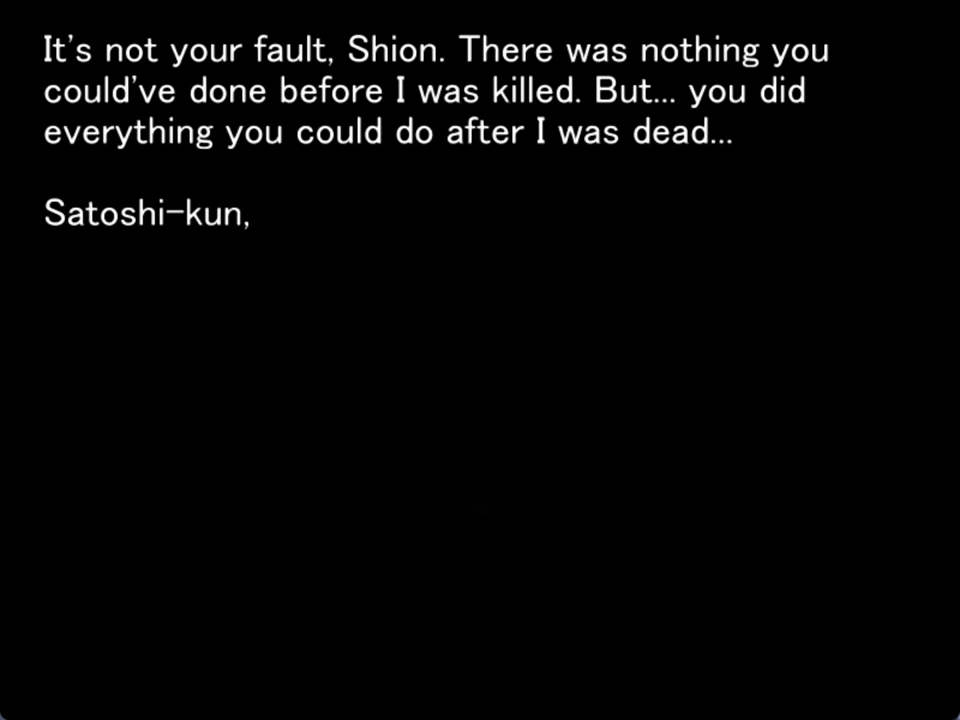 It's not your fault, Shion. There was nothing you
could've done before I was killed. But... you did
everything you could do after I was dead...
Satoshi-kun,